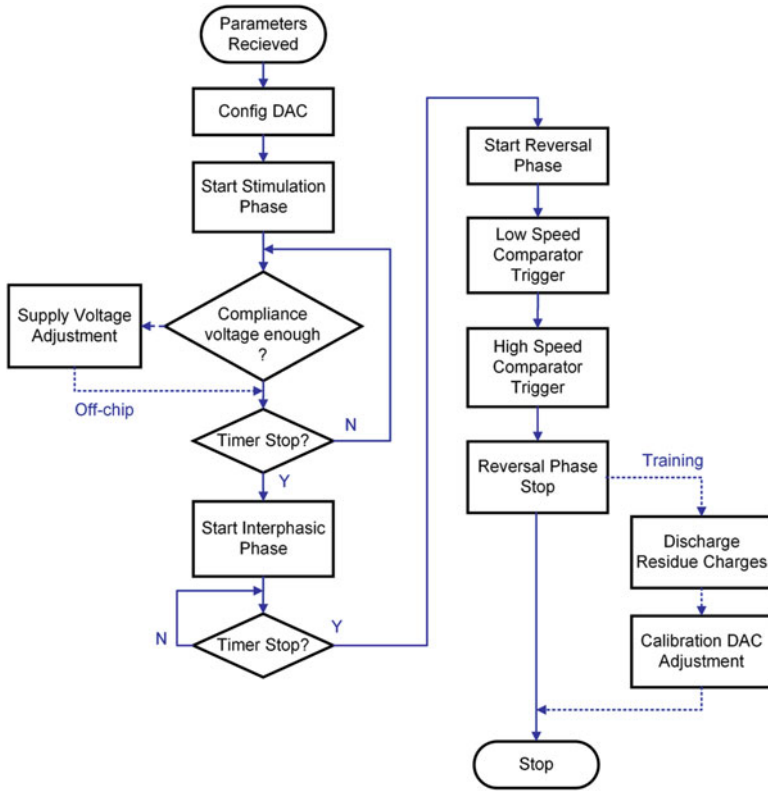 Parameters
Recieved
Config DAC
Start Stimulation
Phase
Compliance
voltage enough
?
Supply Voltage
Adjustment
Off-chip
Timer Stop?
N
Y
Start Interphasic
Phase
N
Timer Stop?
Y
Start Reversal
Phase
Low Speed
Comparator
Trigger
High Speed
Comparator
Trigger
Reversal Phase
Stop
Training
Discharge
Residue Charges
Calibration DAC
Adjustment
Stop